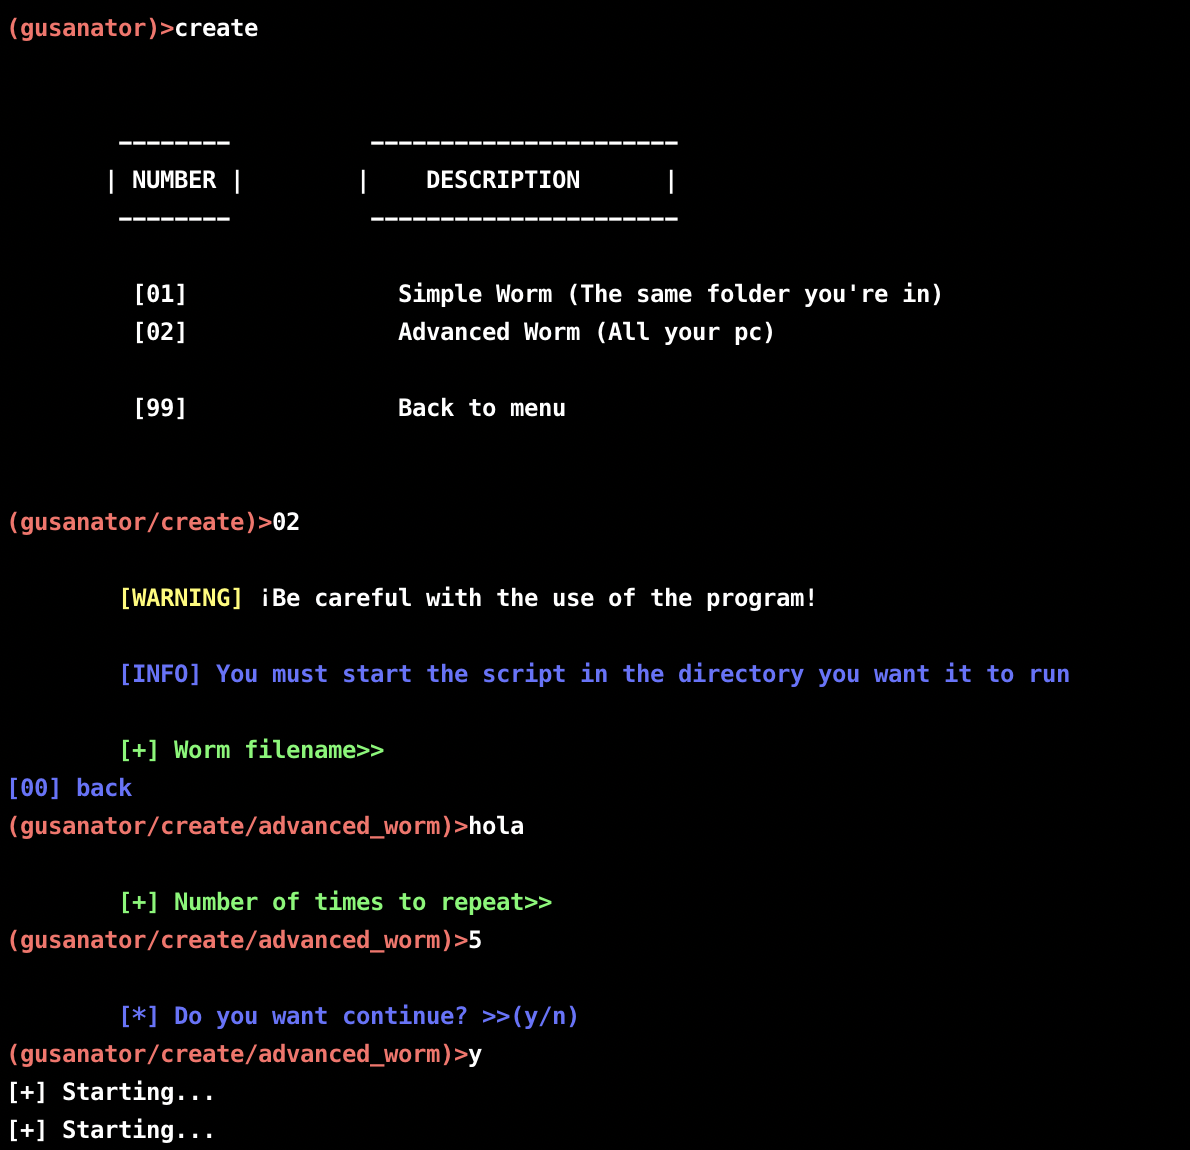 (gusanator)>create
-------- ----------------------
| NUMBER | | DESCRIPTION |
-------- ----------------------
[01] Simple Worm (The same folder you're in)
[02] Advanced Worm (All your pc)
[99] Back to menu
(gusanator/create)>02
[WARNING] ¡Be careful with the use of the program!
[INFO] You must start the script in the directory you want it to run
[+] Worm filename>>
[00] back
(gusanator/create/advanced_worm)>hola
[+] Number of times to repeat>>
(gusanator/create/advanced_worm)>5
[*] Do you want continue? >>(y/n)
(gusanator/create/advanced_worm)>y
[+] Starting...
[+] Starting...